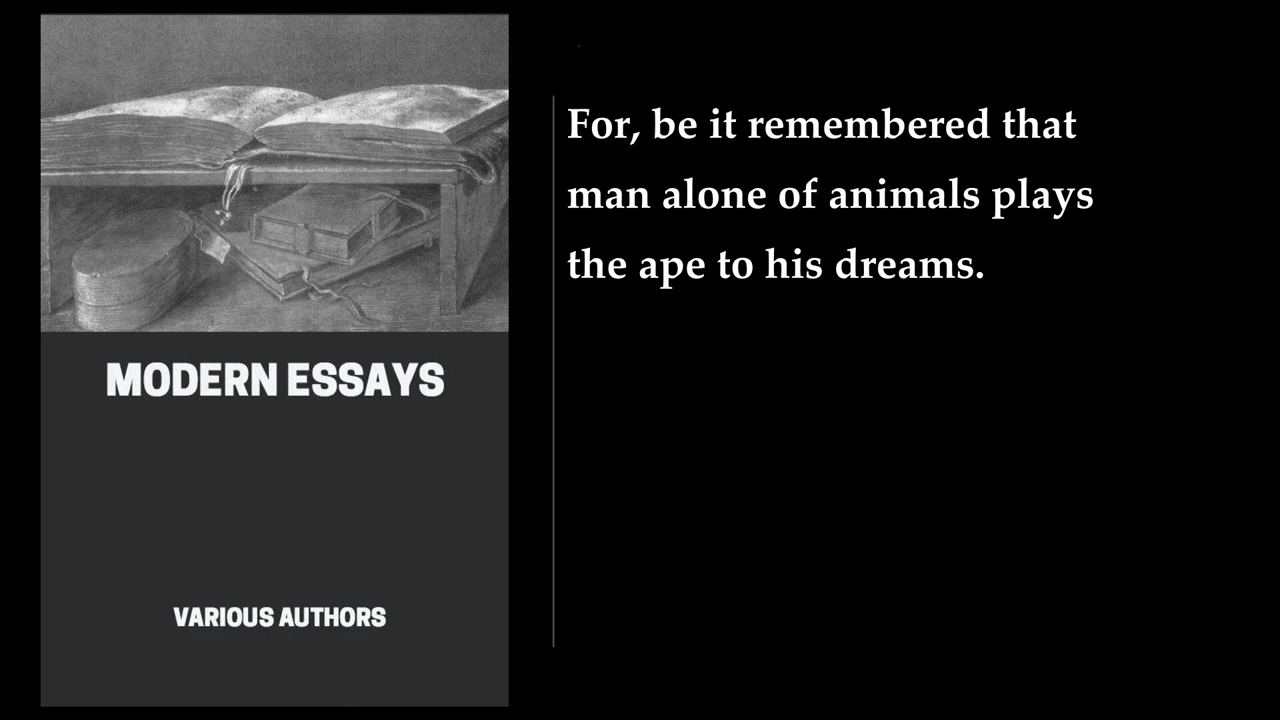 MODERN ESSAYS
VARIOUS AUTHORS
For, be it remembered that
man alone of animals plays
the ape to his dreams.